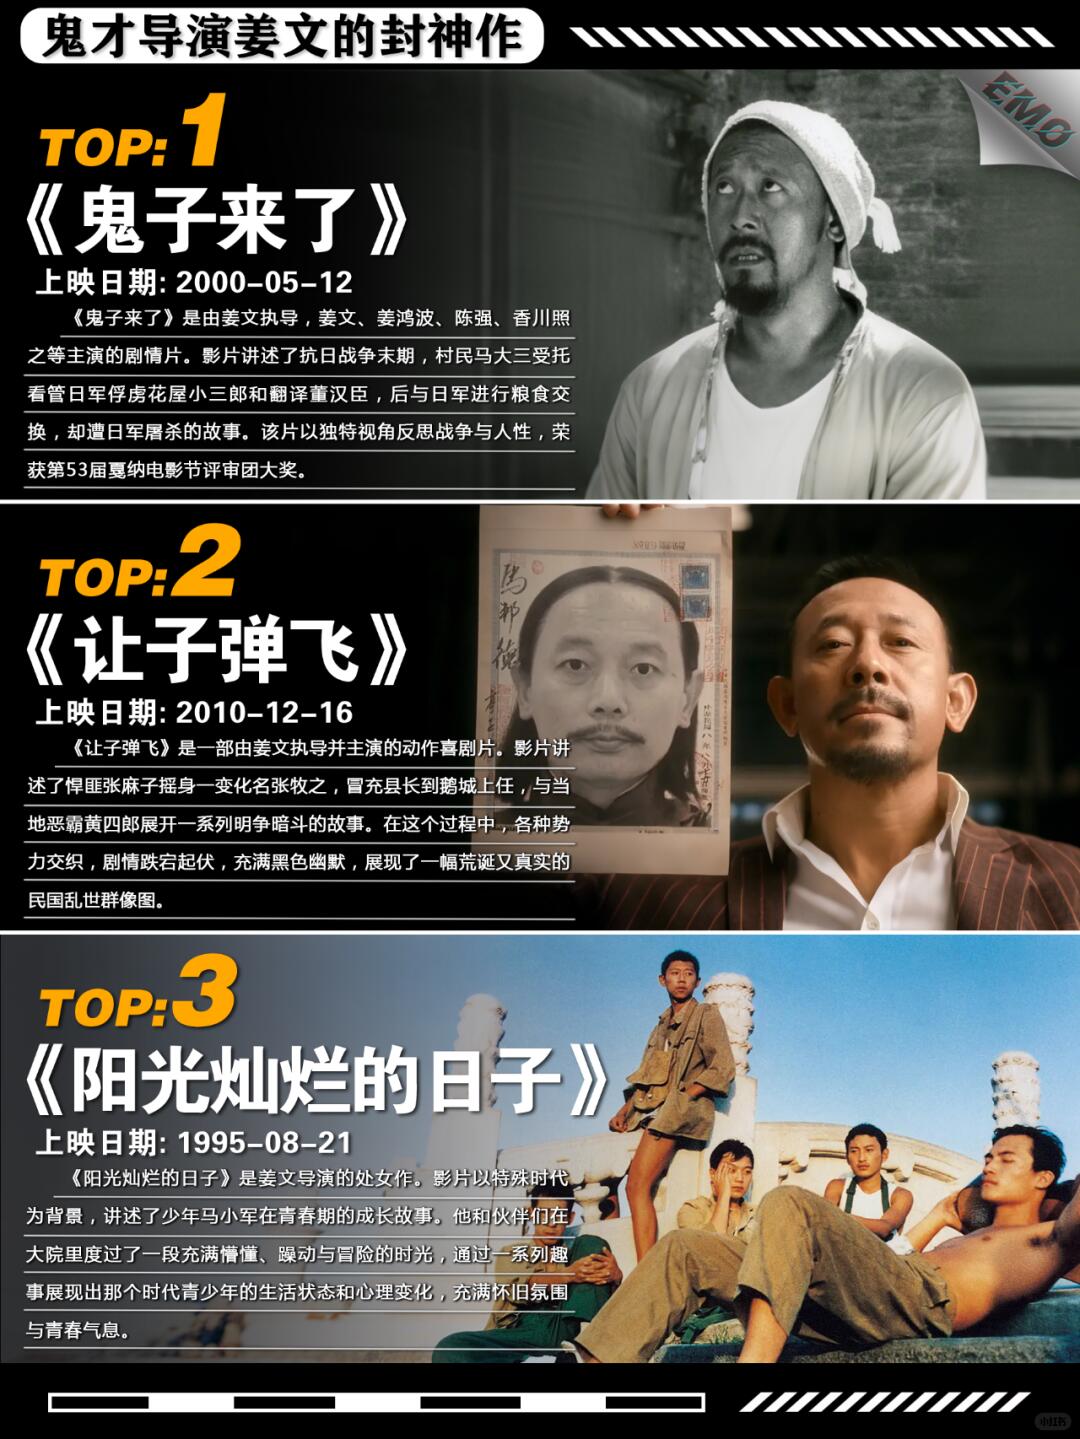 鬼才导演姜文的封神作
EMO
TOP:1
《鬼子来了》
上映日期: 2000-05-12
《鬼子来了》是由姜文执导，姜文、姜鸿波、陈强、香川照
之等主演的剧情片。影片讲述了抗日战争末期，村民马大三受托
看管日军俘虏花屋小三郎和翻译董汉臣，后与日军进行粮食交
换，却遭日军屠杀的故事。该片以独特视角反思战争与人性，荣
获第53届戛纳电影节评审团大奖。
TOP:2
《让子弹飞》
上映日期: 2010-12-16
《让子弹飞》是一部由姜文执导并主演的动作喜剧片。影片讲
述了悍匪张麻子摇身一变化名张牧之，冒充县长到鹅城上任，与当
地恶霸黄四郎展开一系列明争暗斗的故事。在这个过程中，各种势
力交织，剧情跌宕起伏，充满黑色幽默，展现了一幅荒诞又真实的
民国乱世群像图。
馬邦德
TOP:3
《阳光灿烂的日子》
上映日期: 1995-08-21
《阳光灿烂的日子》是姜文导演的处女作。影片以特殊时代
为背景，讲述了少年马小军在青春期的成长故事。他和伙伴们在
大院里度过了一段充满懵懂、躁动与冒险的时光，通过一系列趣
事展现出那个时代青少年的生活状态和心理变化，充满怀旧氛围
与青春气息。
小红书